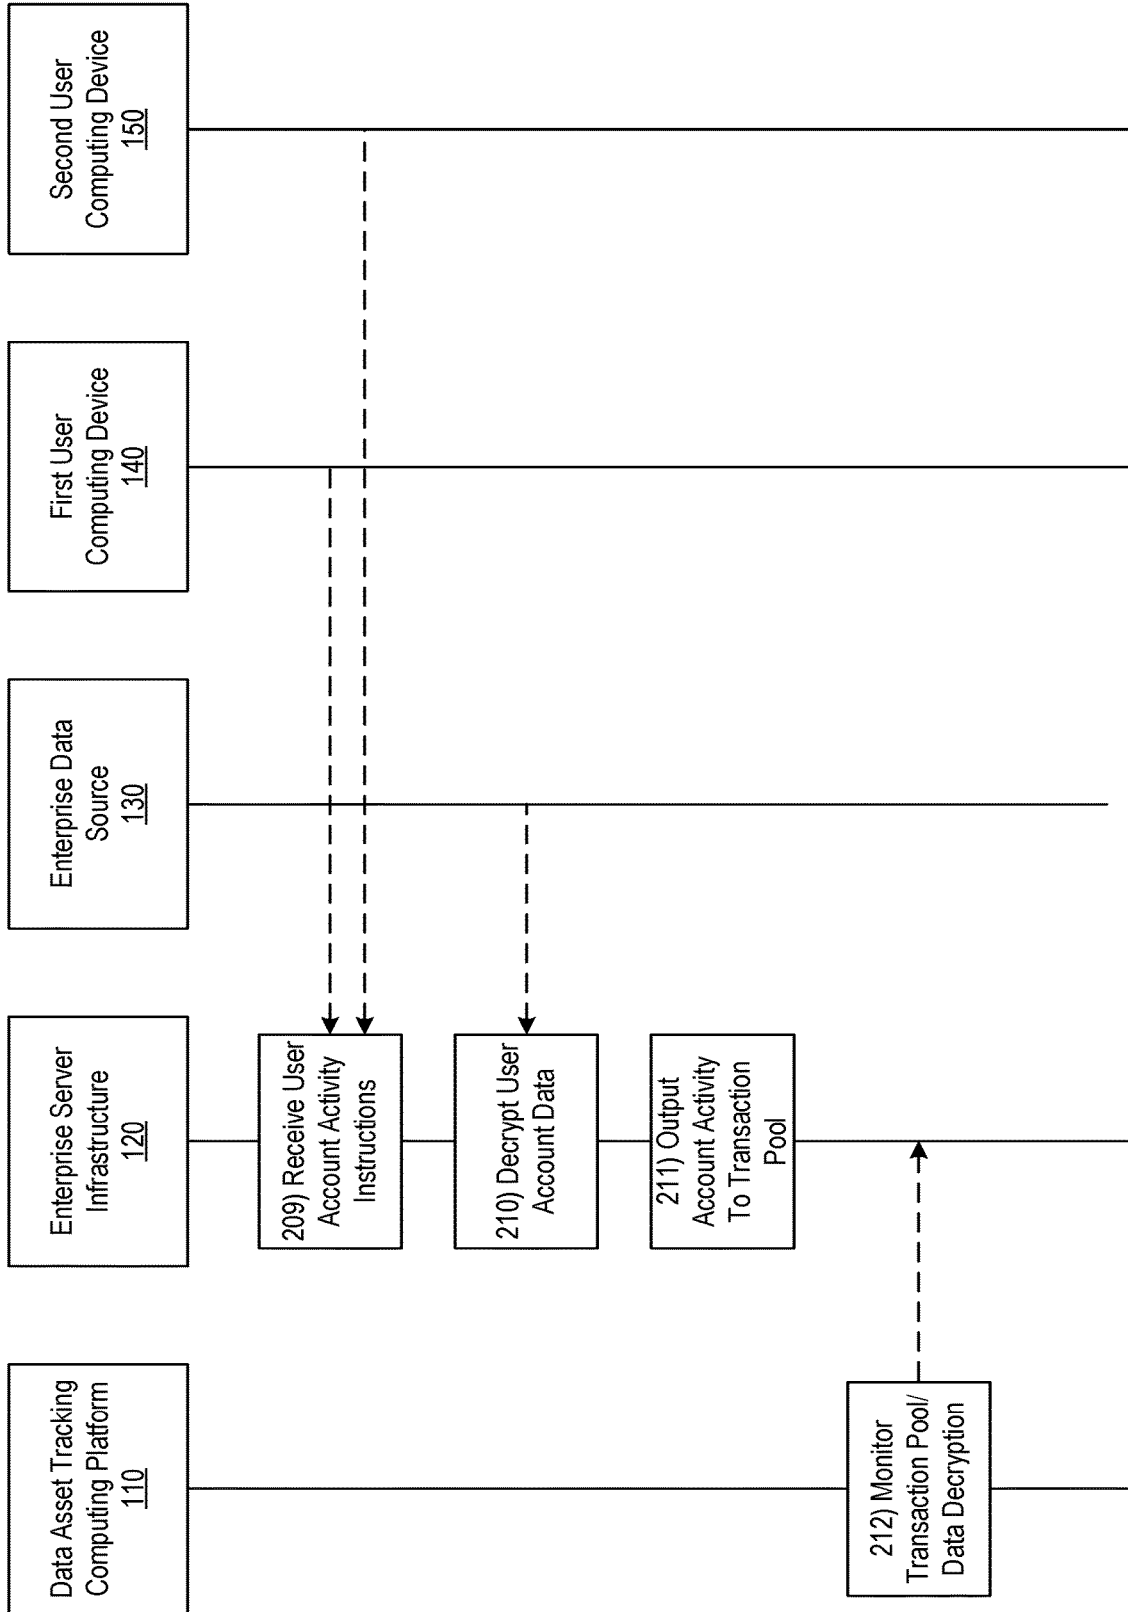 Data Asset Tracking
Computing Platform
110
Enterprise Server
Infrastructure
120
Enterprise Data
Source
130
First User
Computing Device
140
Second User
Computing Device
150
209) Receive User
Account Activity
Instructions
210) Decrypt User
Account Data
211) Output
Account Activity
To Transaction
Pool
212) Monitor
Transaction Pool/
Data Decryption